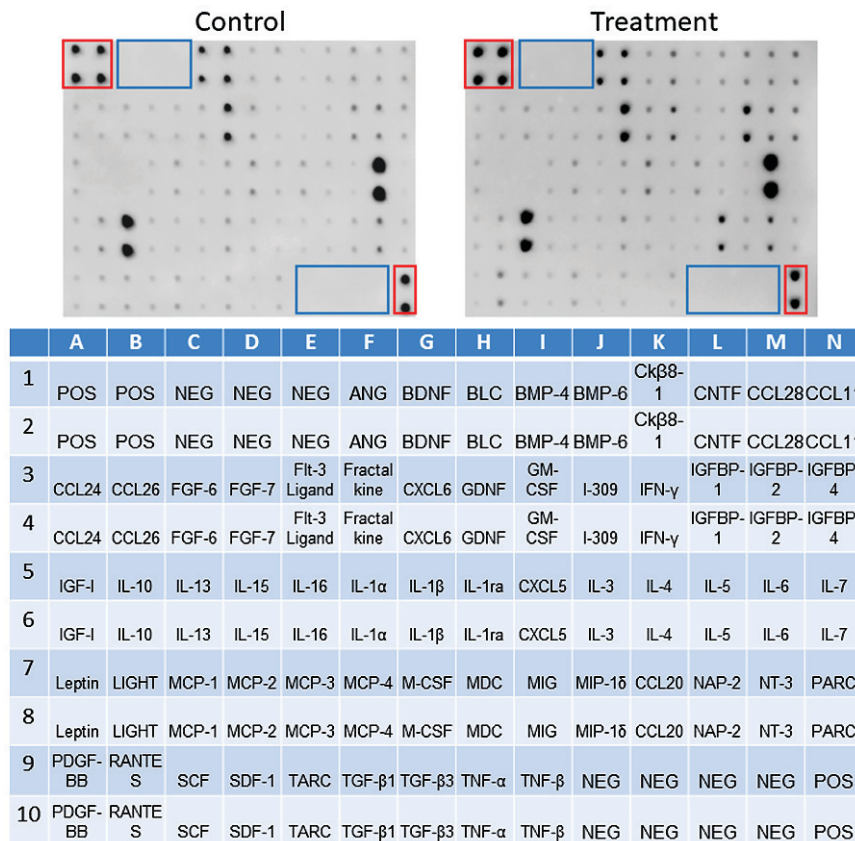 Control Treatment
A B C D E F G H I J K L M N
1 POS POS NEG NEG NEG ANG BDNF BLC BMP-4 BMP-6 Ckβ8-1 CNTF CCL28 CCL11
2 POS POS NEG NEG NEG ANG BDNF BLC BMP-4 BMP-6 Ckβ8-1 CNTF CCL28 CCL11
3 CCL24 CCL26 FGF-6 FGF-7 Flt-3 Ligand Fractalkine CXCL6 GDNF GM-CSF I-309 IFN-γ IGFBP-1 IGFBP-2 IGFBP-4
4 CCL24 CCL26 FGF-6 FGF-7 Flt-3 Ligand Fractalkine CXCL6 GDNF GM-CSF I-309 IFN-γ IGFBP-1 IGFBP-2 IGFBP-4
5 IGF-I IL-10 IL-13 IL-15 IL-16 IL-1α IL-1β IL-1ra CXCL5 IL-3 IL-4 IL-5 IL-6 IL-7
6 IGF-I IL-10 IL-13 IL-15 IL-16 IL-1α IL-1β IL-1ra CXCL5 IL-3 IL-4 IL-5 IL-6 IL-7
7 Leptin LIGHT MCP-1 MCP-2 MCP-3 MCP-4 M-CSF MDC MIG MIP-1δ CCL20 NAP-2 NT-3 PARC
8 Leptin LIGHT MCP-1 MCP-2 MCP-3 MCP-4 M-CSF MDC MIG MIP-1δ CCL20 NAP-2 NT-3 PARC
9 PDGF-BB RANTES SCF SDF-1 TARC TGF-β1 TGF-β3 TNF-α TNF-β NEG NEG NEG NEG POS
10 PDGF-BB RANTES SCF SDF-1 TARC TGF-β1 TGF-β3 TNF-α TNF-β NEG NEG NEG NEG POS